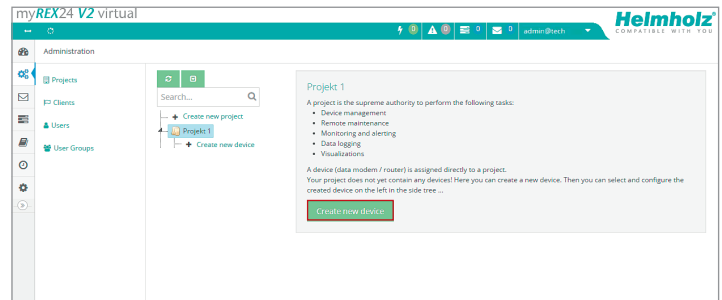 myREX24 V2 virtual
Helmholz®
COMPATIBLE WITH YOU
0 0 0 0 admin@tech
Administration
Projects
Clients
Users
User Groups
Search...
Create new project
Projekt 1
Create new device
Projekt 1
A project is the supreme authority to perform the following tasks:
• Device management
• Remote maintenance
• Monitoring and alerting
• Data logging
• Visualizations
A device (data modem / router) is assigned directly to a project.
Your project does not yet contain any devices! Here you can create a new device. Then you can select and configure the
created device on the left in the side tree ...
Create new device